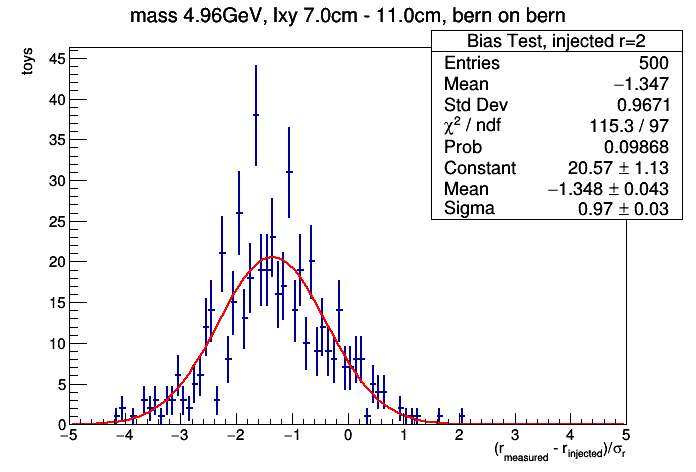 mass 4.96GeV, lxy 7.0cm - 11.0cm, bern on bern
Bias Test, injected r=2
Entries 500
Mean −1.347
Std Dev 0.9671
χ² / ndf 115.3 / 97
Prob 0.09868
Constant 20.57 ± 1.13
Mean −1.348 ± 0.043
Sigma 0.97 ± 0.03
toys
45
40
35
30
25
20
15
10
5
0
−5 −4 −3 −2 −1 0 1 2 3 4 5
(r_measured - r_injected)/σ_r